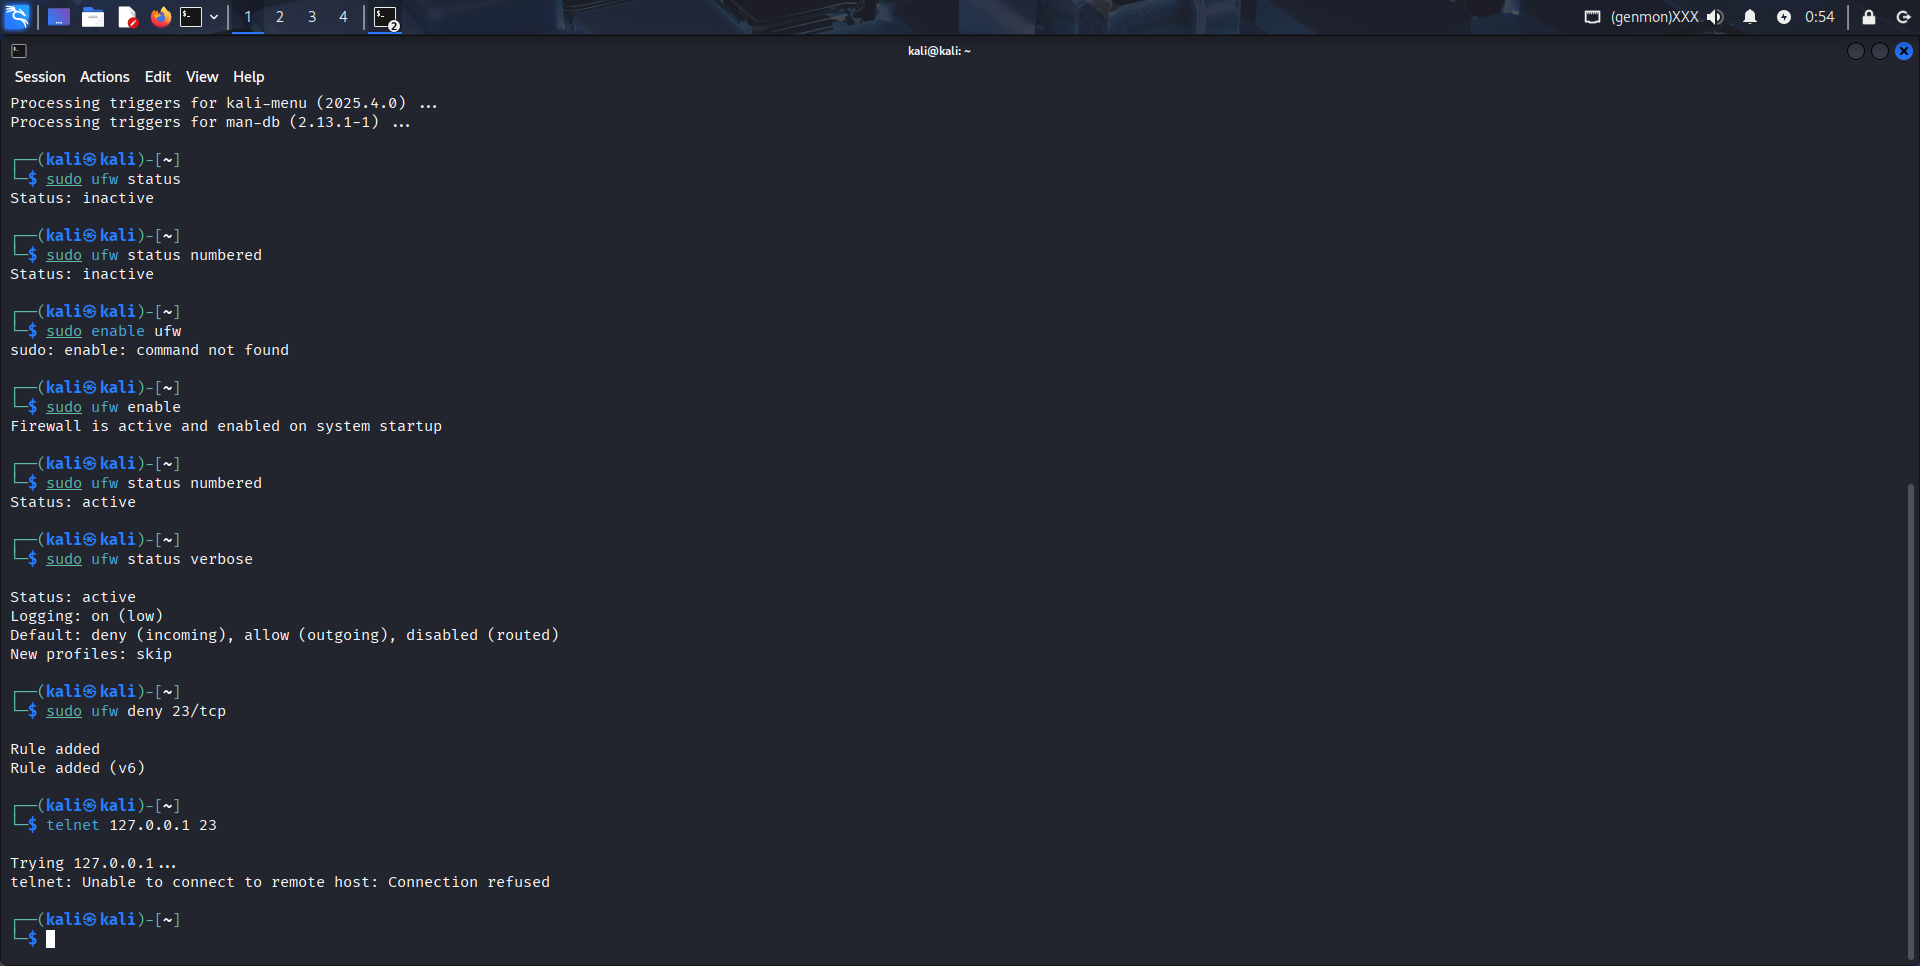 1 2 3 4 2 (genmon)XXX 0:54
kali@kali: ~
Session Actions Edit View Help
Processing triggers for kali-menu (2025.4.0) ...
Processing triggers for man-db (2.13.1-1) ...
┌──(kali㉿kali)-[~]
└─$ sudo ufw status
Status: inactive
┌──(kali㉿kali)-[~]
└─$ sudo ufw status numbered
Status: inactive
┌──(kali㉿kali)-[~]
└─$ sudo enable ufw
sudo: enable: command not found
┌──(kali㉿kali)-[~]
└─$ sudo ufw enable
Firewall is active and enabled on system startup
┌──(kali㉿kali)-[~]
└─$ sudo ufw status numbered
Status: active
┌──(kali㉿kali)-[~]
└─$ sudo ufw status verbose
Status: active
Logging: on (low)
Default: deny (incoming), allow (outgoing), disabled (routed)
New profiles: skip
┌──(kali㉿kali)-[~]
└─$ sudo ufw deny 23/tcp
Rule added
Rule added (v6)
┌──(kali㉿kali)-[~]
└─$ telnet 127.0.0.1 23
Trying 127.0.0.1...
telnet: Unable to connect to remote host: Connection refused
┌──(kali㉿kali)-[~]
└─$